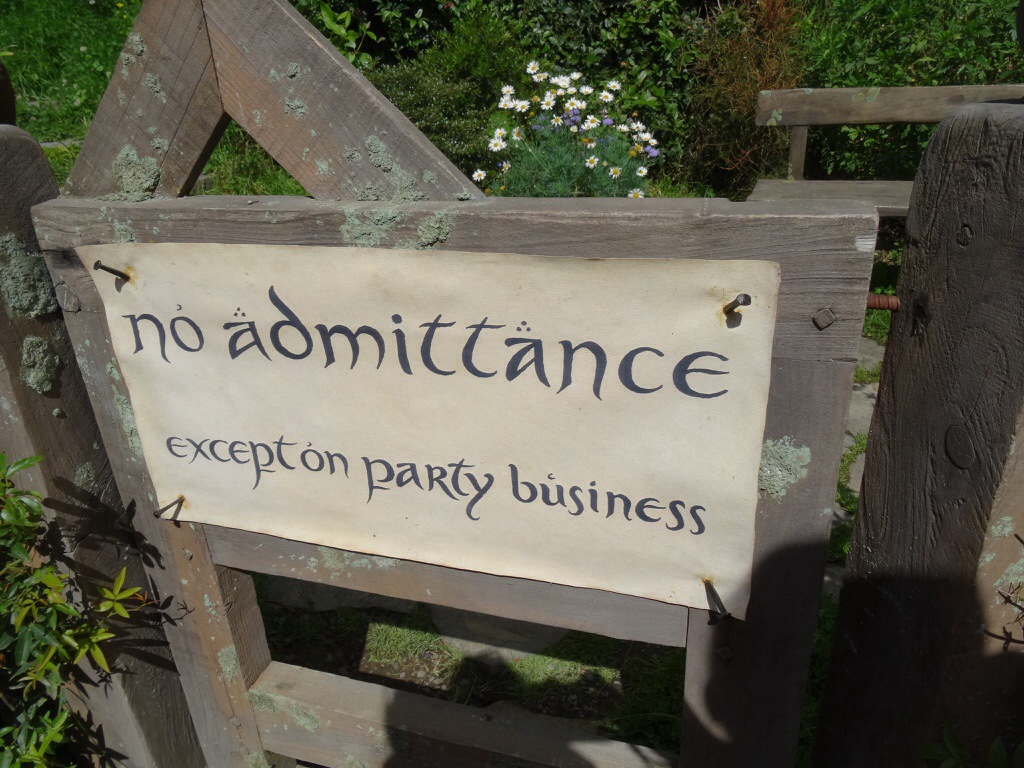 no admittance
except on party business